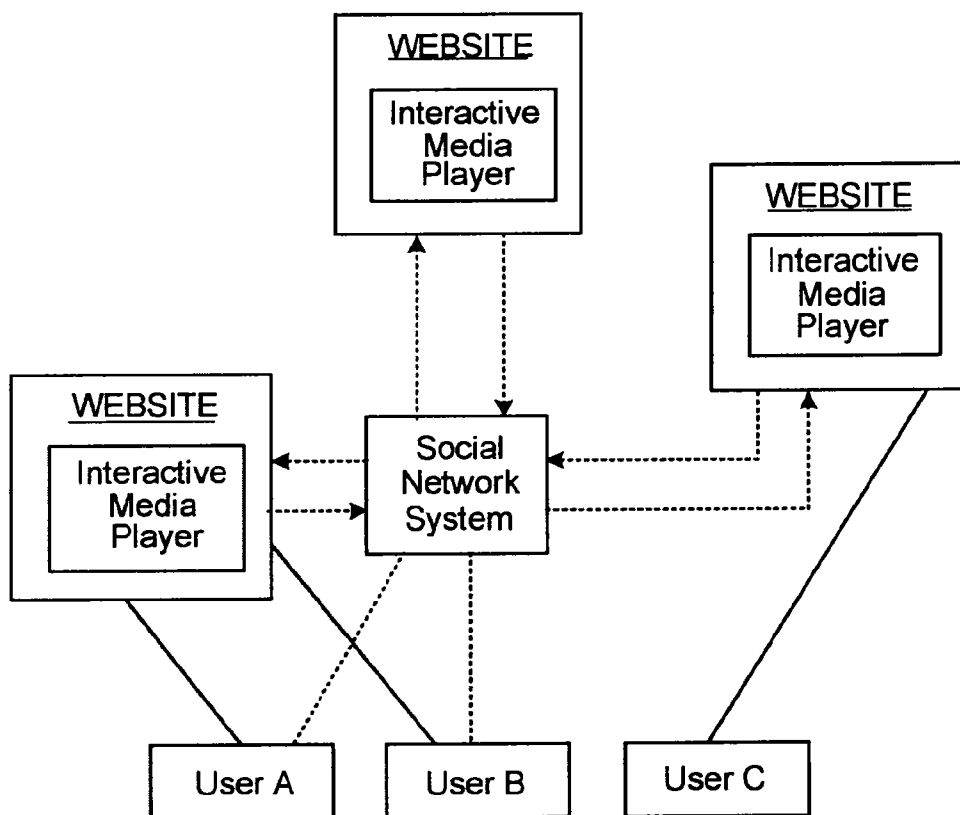 WEBSITE
Interactive
Media
Player
WEBSITE
Interactive
Media
Player
WEBSITE
Interactive
Media
Player
Social
Network
System
User A
User B
User C